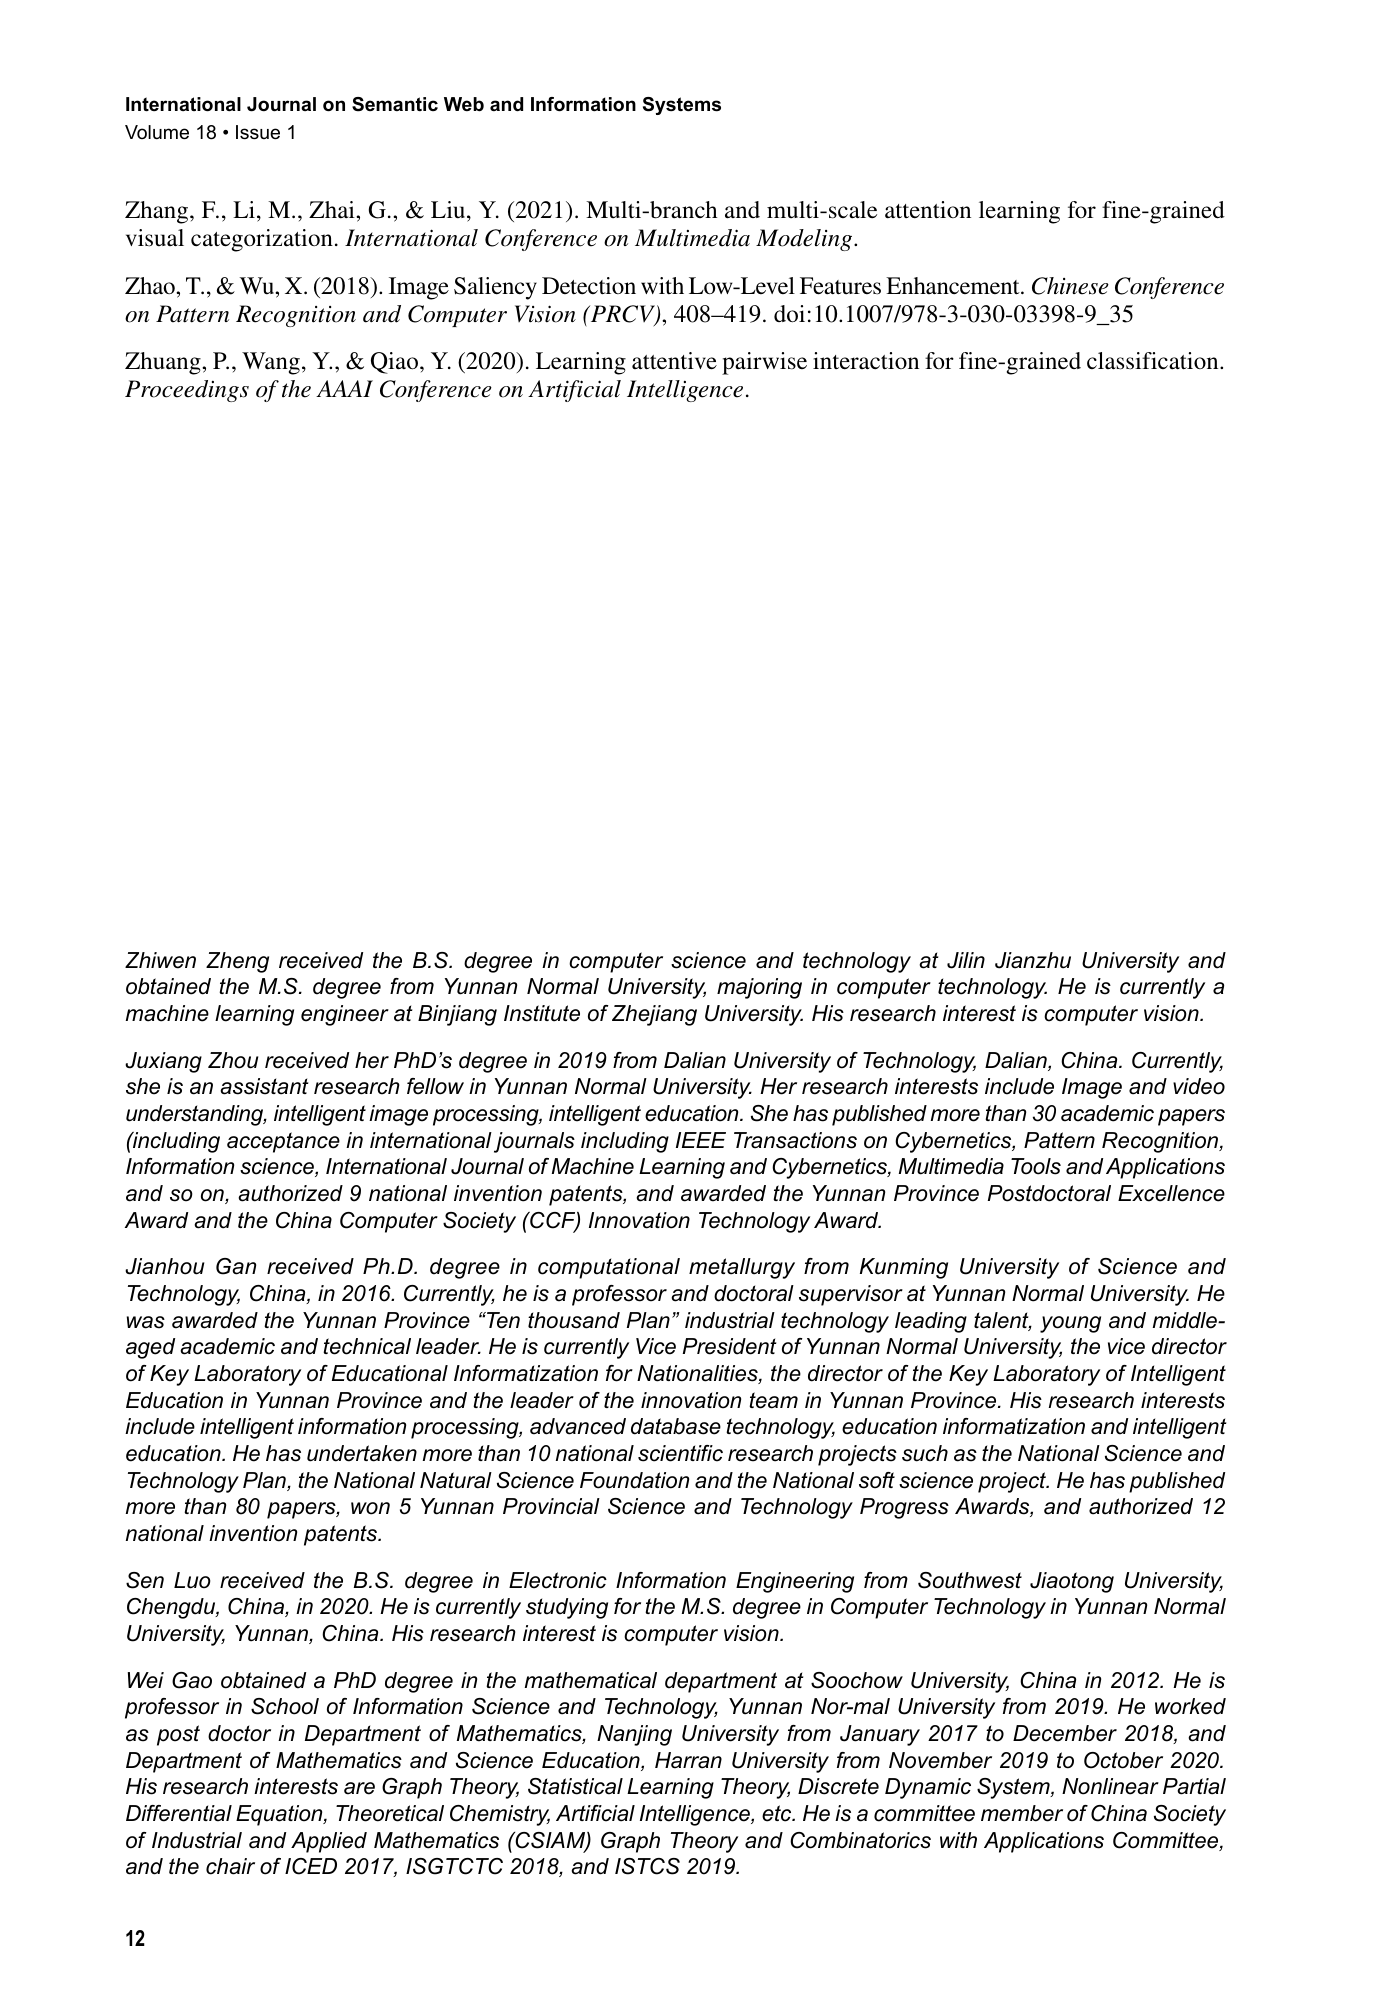 International Journal on Semantic Web and Information Systems
Volume 18 • Issue 1
Zhang, F., Li, M., Zhai, G., & Liu, Y. (2021). Multi-branch and multi-scale attention learning for fine-grained
visual categorization. International Conference on Multimedia Modeling.
Zhao, T., & Wu, X. (2018). Image Saliency Detection with Low-Level Features Enhancement. Chinese Conference
on Pattern Recognition and Computer Vision (PRCV), 408–419. doi:10.1007/978-3-030-03398-9_35
Zhuang, P., Wang, Y., & Qiao, Y. (2020). Learning attentive pairwise interaction for fine-grained classification.
Proceedings of the AAAI Conference on Artificial Intelligence.
Zhiwen Zheng received the B.S. degree in computer science and technology at Jilin Jianzhu University and
obtained the M.S. degree from Yunnan Normal University, majoring in computer technology. He is currently a
machine learning engineer at Binjiang Institute of Zhejiang University. His research interest is computer vision.
Juxiang Zhou received her PhD’s degree in 2019 from Dalian University of Technology, Dalian, China. Currently,
she is an assistant research fellow in Yunnan Normal University. Her research interests include Image and video
understanding, intelligent image processing, intelligent education. She has published more than 30 academic papers
(including acceptance in international journals including IEEE Transactions on Cybernetics, Pattern Recognition,
Information science, International Journal of Machine Learning and Cybernetics, Multimedia Tools and Applications
and so on, authorized 9 national invention patents, and awarded the Yunnan Province Postdoctoral Excellence
Award and the China Computer Society (CCF) Innovation Technology Award.
Jianhou Gan received Ph.D. degree in computational metallurgy from Kunming University of Science and
Technology, China, in 2016. Currently, he is a professor and doctoral supervisor at Yunnan Normal University. He
was awarded the Yunnan Province “Ten thousand Plan” industrial technology leading talent, young and middle-
aged academic and technical leader. He is currently Vice President of Yunnan Normal University, the vice director
of Key Laboratory of Educational Informatization for Nationalities, the director of the Key Laboratory of Intelligent
Education in Yunnan Province and the leader of the innovation team in Yunnan Province. His research interests
include intelligent information processing, advanced database technology, education informatization and intelligent
education. He has undertaken more than 10 national scientific research projects such as the National Science and
Technology Plan, the National Natural Science Foundation and the National soft science project. He has published
more than 80 papers, won 5 Yunnan Provincial Science and Technology Progress Awards, and authorized 12
national invention patents.
Sen Luo received the B.S. degree in Electronic Information Engineering from Southwest Jiaotong University,
Chengdu, China, in 2020. He is currently studying for the M.S. degree in Computer Technology in Yunnan Normal
University, Yunnan, China. His research interest is computer vision.
Wei Gao obtained a PhD degree in the mathematical department at Soochow University, China in 2012. He is
professor in School of Information Science and Technology, Yunnan Nor-mal University from 2019. He worked
as post doctor in Department of Mathematics, Nanjing University from January 2017 to December 2018, and
Department of Mathematics and Science Education, Harran University from November 2019 to October 2020.
His research interests are Graph Theory, Statistical Learning Theory, Discrete Dynamic System, Nonlinear Partial
Differential Equation, Theoretical Chemistry, Artificial Intelligence, etc. He is a committee member of China Society
of Industrial and Applied Mathematics (CSIAM) Graph Theory and Combinatorics with Applications Committee,
and the chair of ICED 2017, ISGTCTC 2018, and ISTCS 2019.
12